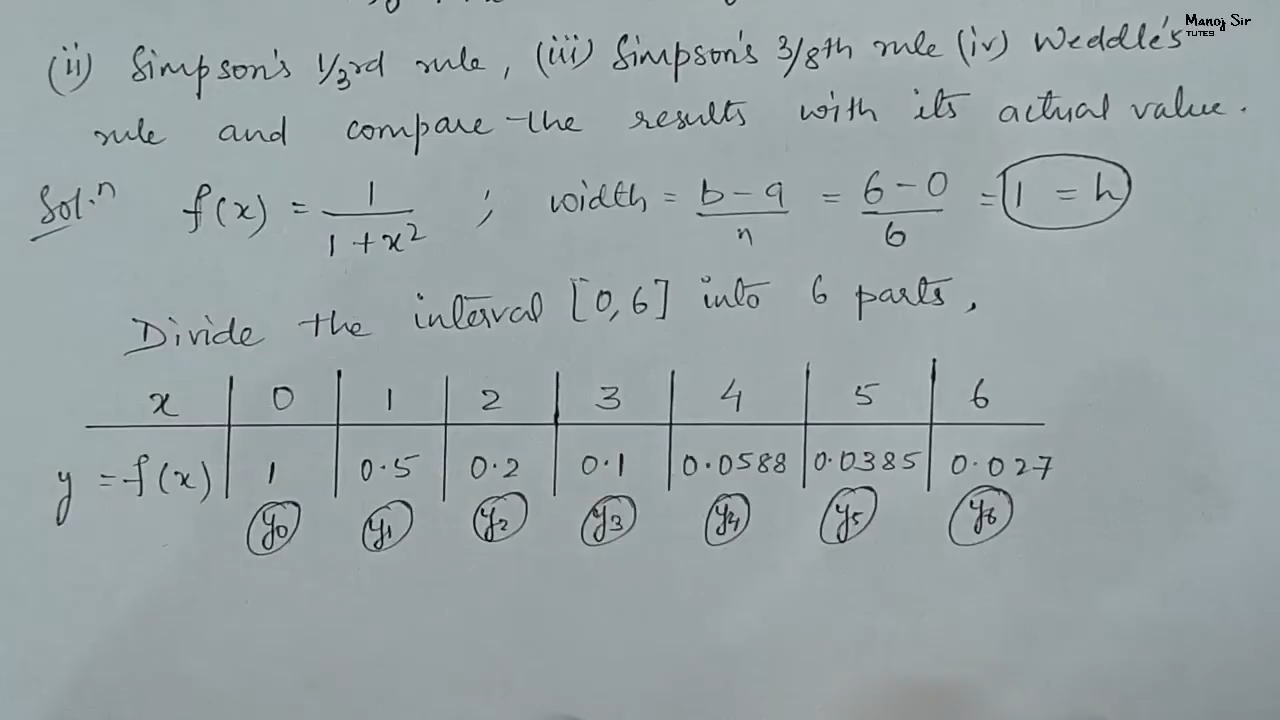 Manoj Sir
TUTES
(ii) Simpson's 1/3rd rule, (iii) Simpson's 3/8th rule (iv) Weddle's
rule and compare the results with its actual value.
Sol.n f(x) = 1/(1+x²) ; width = (b-a)/n = (6-0)/6 = 1 = h
Divide the interval [0,6] into 6 parts,
x | 0 | 1 | 2 | 3 | 4 | 5 | 6
y = f(x) | 1 | 0.5 | 0.2 | 0.1 | 0.0588 | 0.0385 | 0.027
y₀ y₁ y₂ y₃ y₄ y₅ y₆